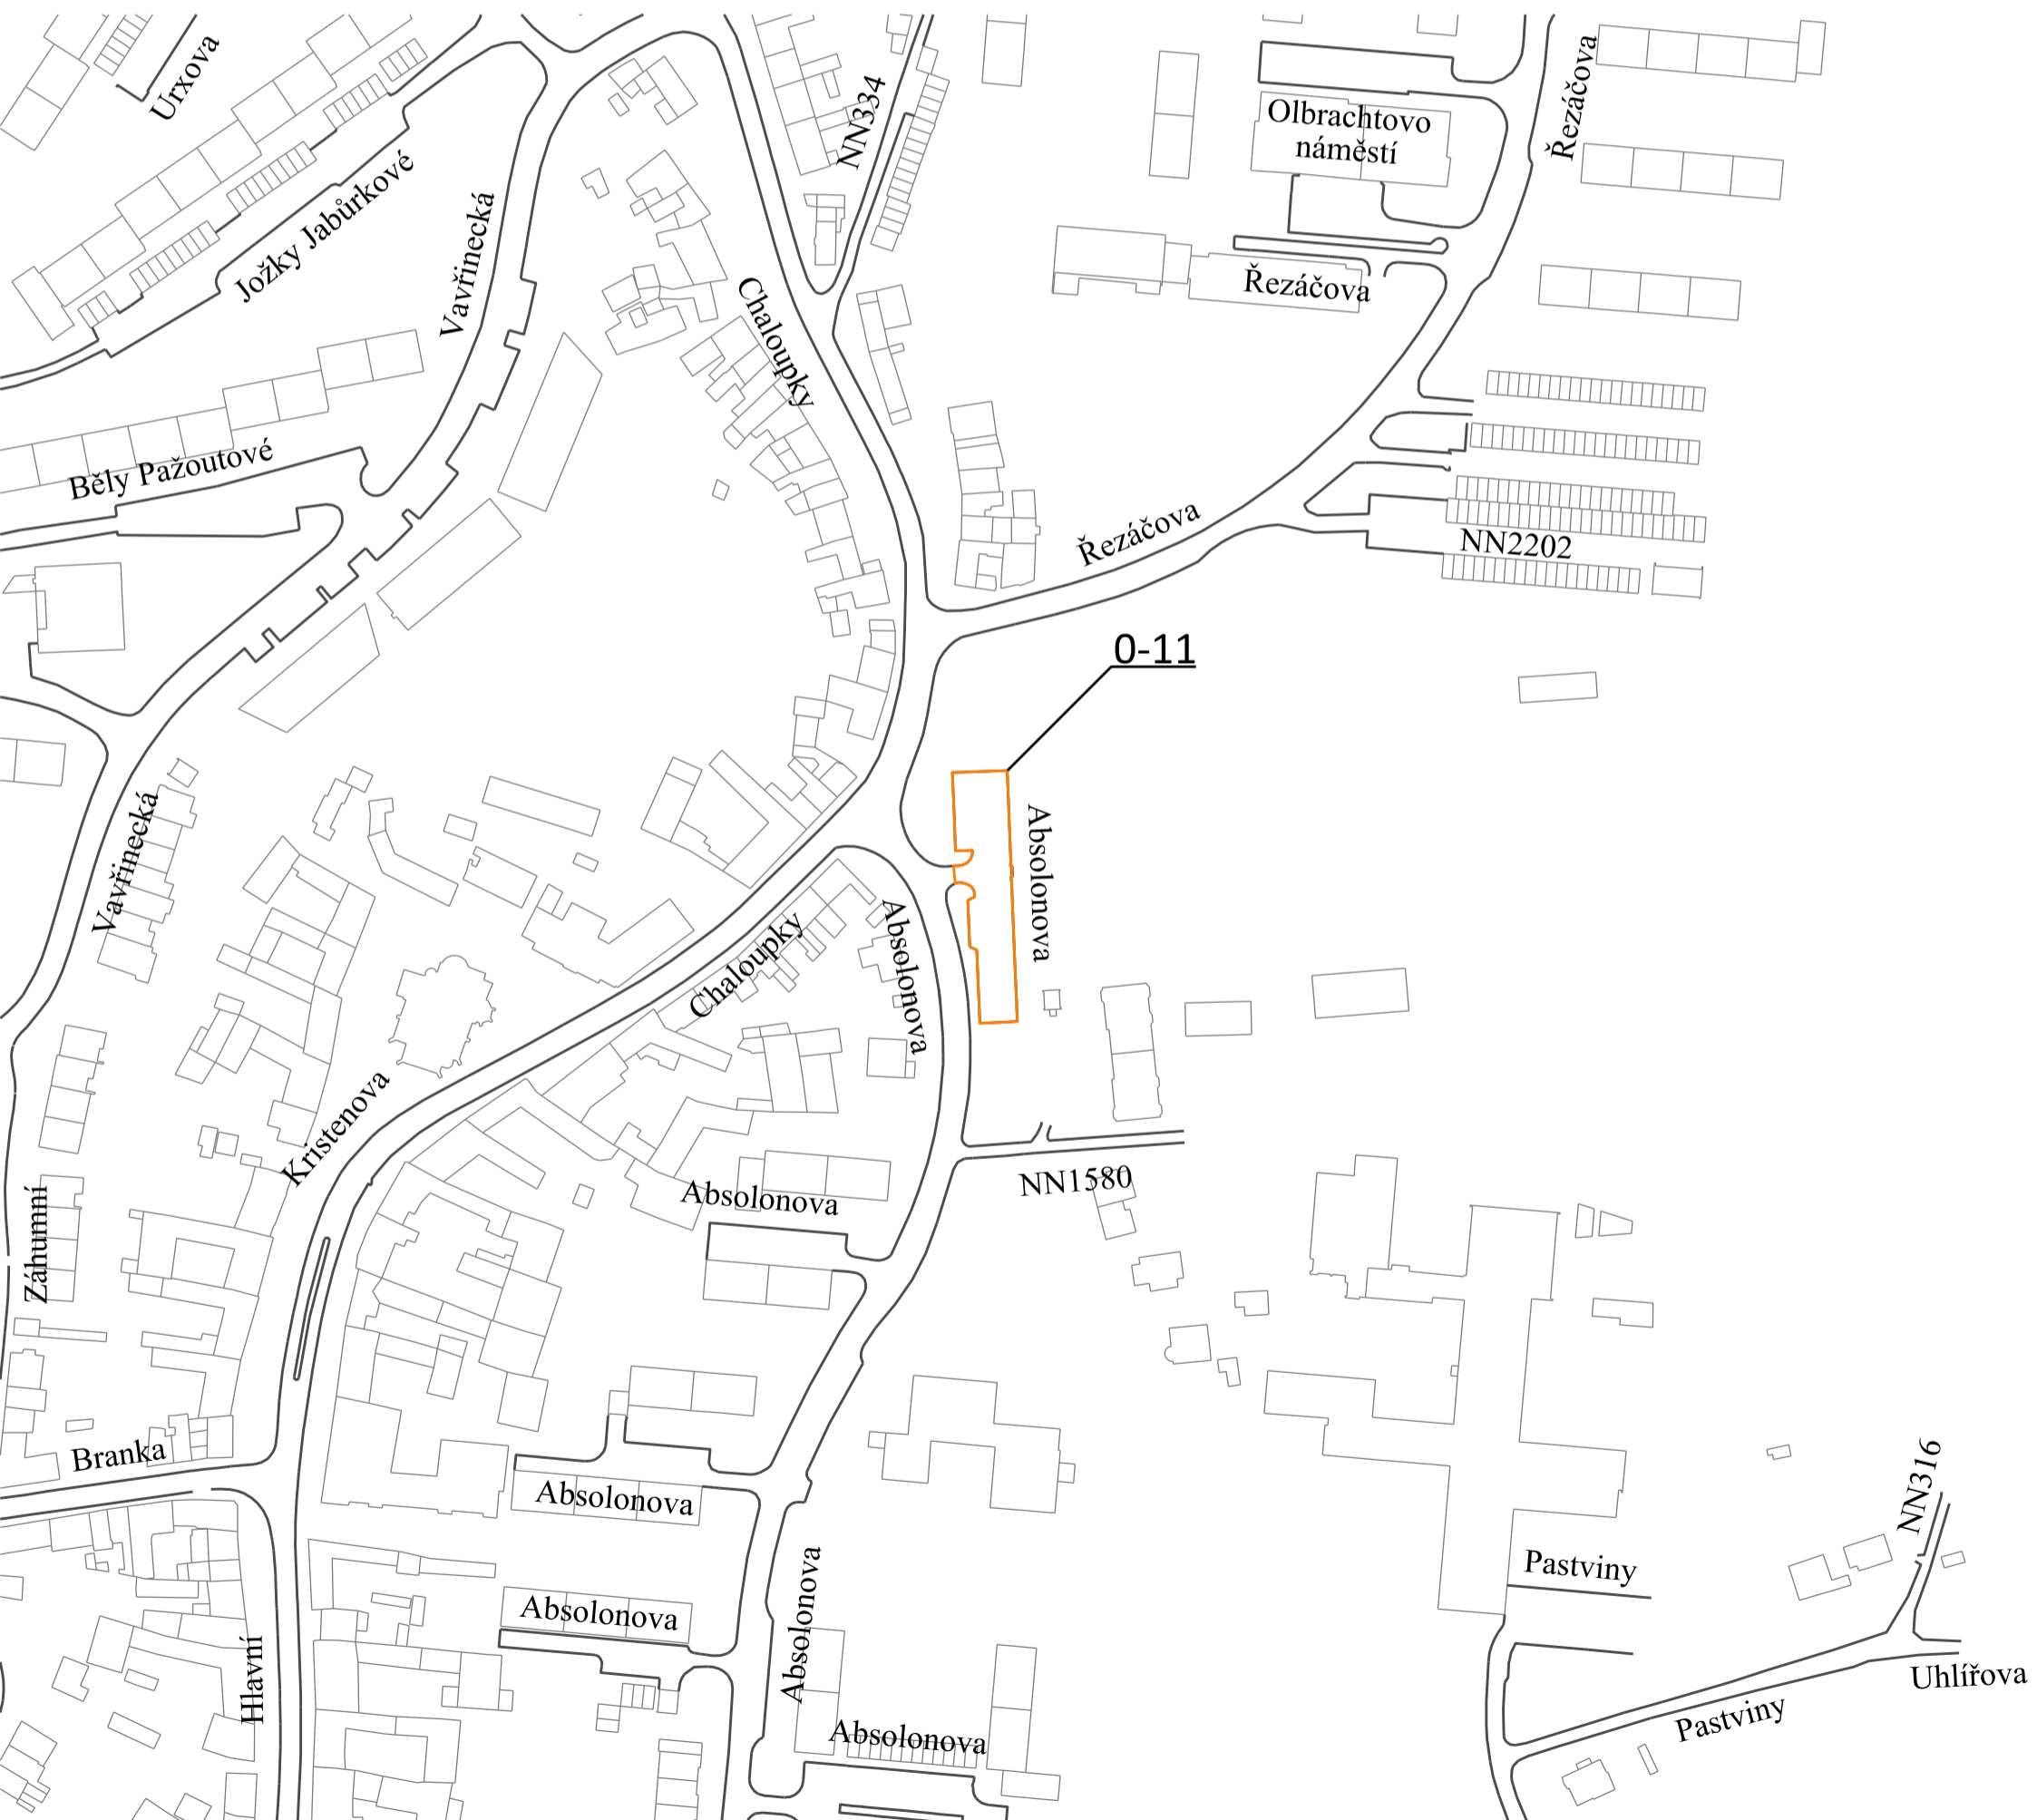 Urxova
NN334
Olbrachtovo
náměstí
Řezáčova
Jožky Jabůrkové
Vavřinecká
Řezáčova
Chaloupky
Běly Pažoutové
Řezáčova
NN2202
0-11
Vavřinecká
Absolonova
Absolonova
Chaloupky
Kristenova
Absolonova
NN1580
Záhumní
Branka
Absolonova
NN316
Absolonova
Pastviny
Absolonova
Hlavní
Absolonova
Uhlířova
Pastviny